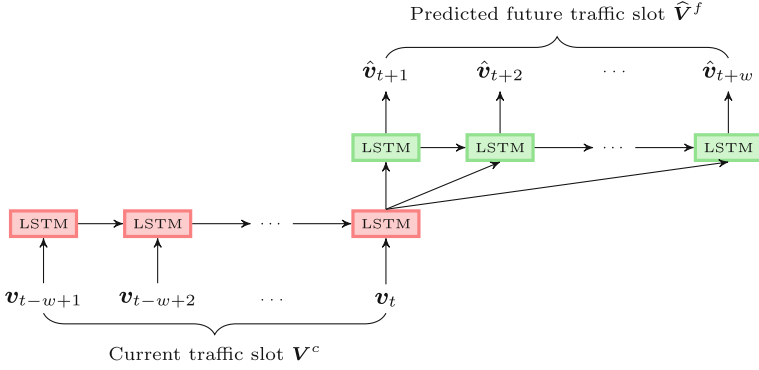 Predicted future traffic slot V̂^f
v̂_{t+1} v̂_{t+2} ··· v̂_{t+w}
LSTM LSTM ··· LSTM
LSTM LSTM ··· LSTM
v_{t−w+1} v_{t−w+2} ··· v_t
Current traffic slot V^c